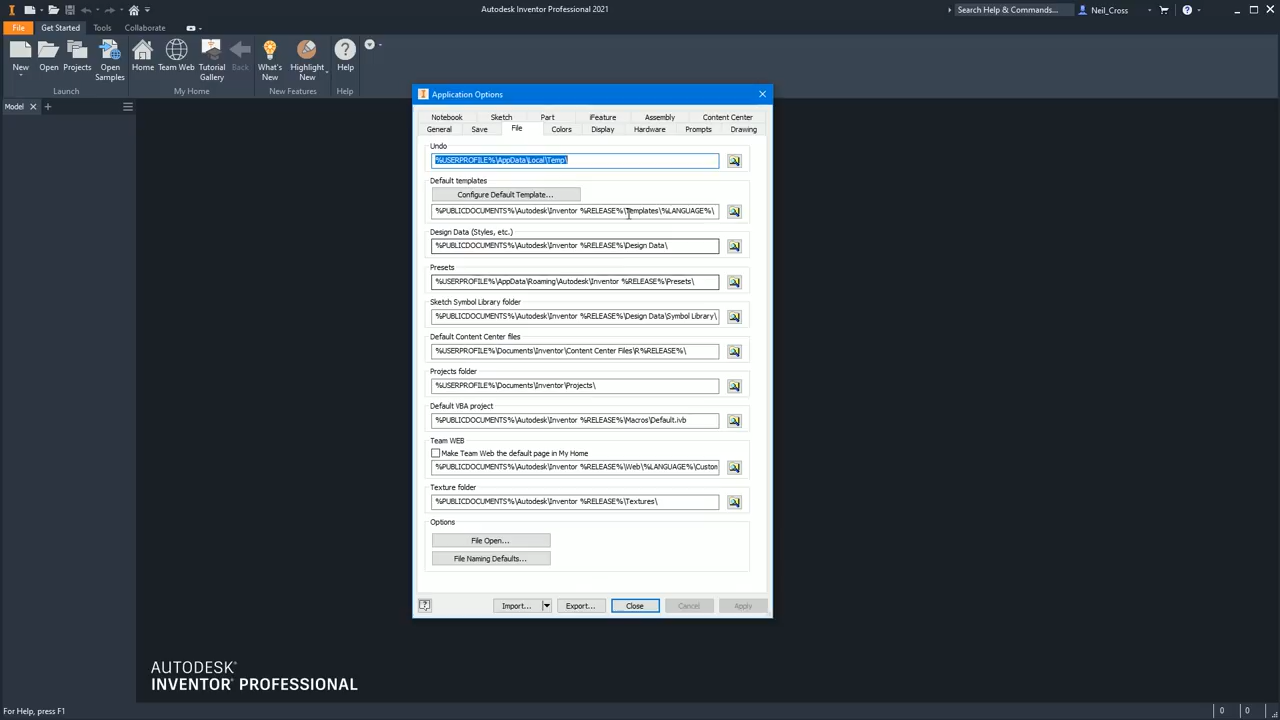 Autodesk Inventor Professional 2021
Search Help & Commands...
Neil_Cross
File Get Started Tools Collaborate
New Open Projects Open Samples Home Team Web Tutorial Gallery Back What's New Highlight New Help
Launch My Home New Features Help
Model
Application Options
Notebook Sketch Part iFeature Assembly Content Center
General Save File Colors Display Hardware Prompts Drawing
Undo
%USERPROFILE%\AppData\Local\Temp\
Default templates
Configure Default Template...
%PUBLICDOCUMENTS%\Autodesk\Inventor %RELEASE%\Templates\%LANGUAGE%\
Design Data (Styles, etc.)
%PUBLICDOCUMENTS%\Autodesk\Inventor %RELEASE%\Design Data\
Presets
%USERPROFILE%\AppData\Roaming\Autodesk\Inventor %RELEASE%\Presets\
Sketch Symbol Library folder
%PUBLICDOCUMENTS%\Autodesk\Inventor %RELEASE%\Design Data\Symbol Library\
Default Content Center files
%USERPROFILE%\Documents\Inventor\Content Center Files\R%RELEASE%\
Projects folder
%USERPROFILE%\Documents\Inventor\Projects\
Default VBA project
%PUBLICDOCUMENTS%\Autodesk\Inventor %RELEASE%\Macros\Default.ivb
Team WEB
Make Team Web the default page in My Home
%PUBLICDOCUMENTS%\Autodesk\Inventor %RELEASE%\Web\%LANGUAGE%\Custom
Texture folder
%PUBLICDOCUMENTS%\Autodesk\Inventor %RELEASE%\Textures\
Options
File Open...
File Naming Defaults...
Import... Export... Close Cancel Apply
AUTODESK®
INVENTOR® PROFESSIONAL
For Help, press F1
0 0